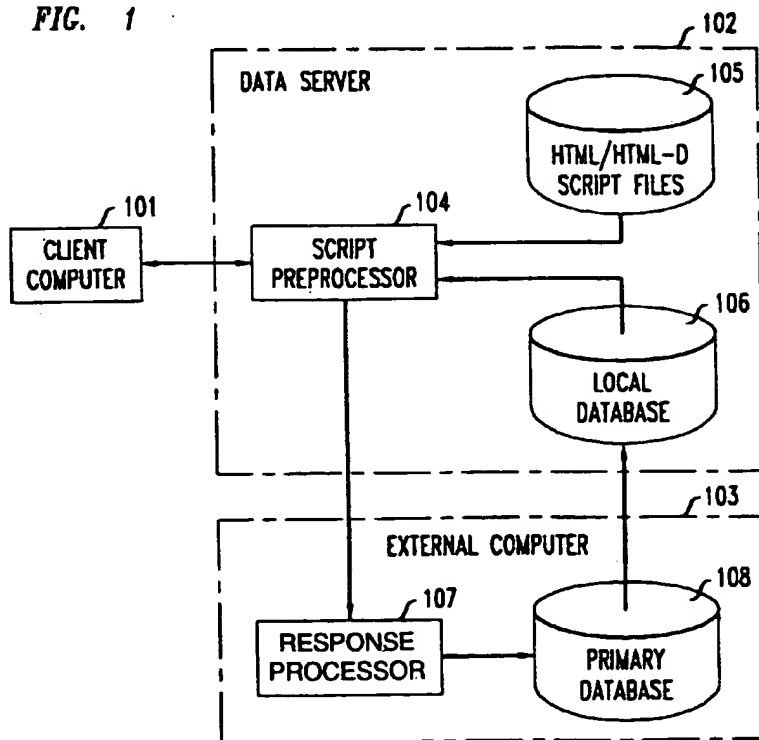 FIG. 1
102
DATA SERVER
105
HTML/HTML-D
SCRIPT FILES
101
CLIENT
COMPUTER
104
SCRIPT
PREPROCESSOR
106
LOCAL
DATABASE
103
EXTERNAL COMPUTER
107
RESPONSE
PROCESSOR
108
PRIMARY
DATABASE